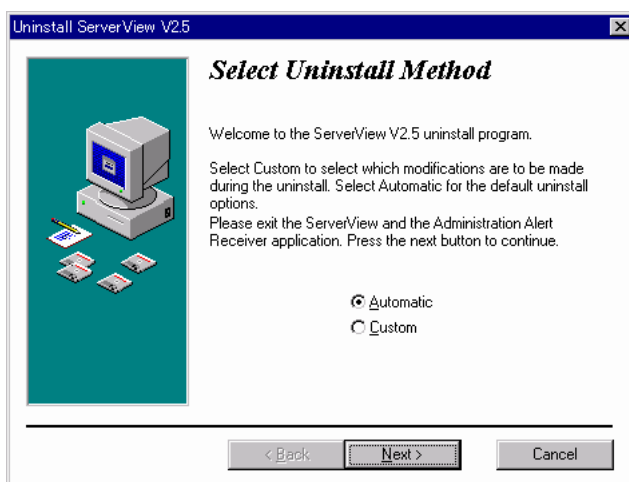 Uninstall ServerView V2.5
Select Uninstall Method
Welcome to the ServerView V2.5 uninstall program.
Select Custom to select which modifications are to be made
during the uninstall. Select Automatic for the default uninstall
options.
Please exit the ServerView and the Administration Alert
Receiver application. Press the next button to continue.
Automatic
Custom
< Back
Next >
Cancel